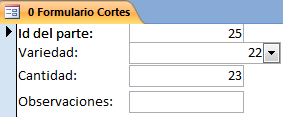 0 Formulario Cortes
Id del parte: 25
Variedad: 22
Cantidad: 23
Observaciones: